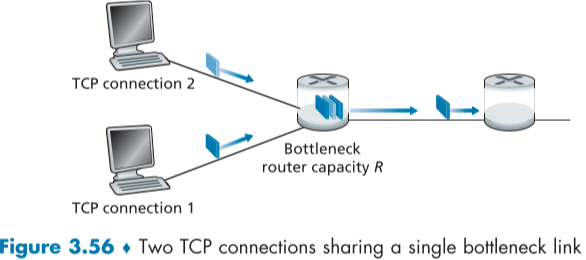 TCP connection 2
Bottleneck
router capacity R
TCP connection 1
Figure 3.56 ♦ Two TCP connections sharing a single bottleneck link